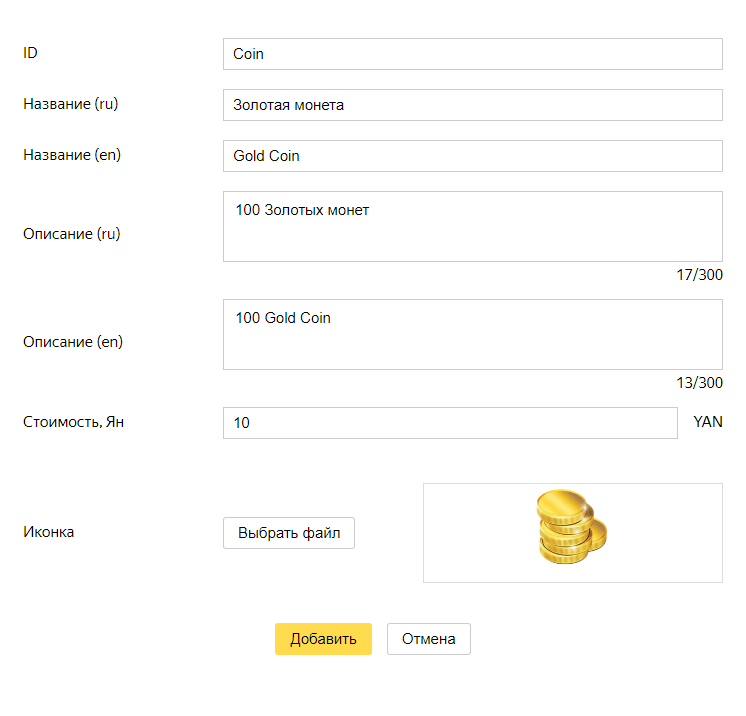 ID
Coin
Название (ru)
Золотая монета
Название (en)
Gold Coin
Описание (ru)
100 Золотых монет
17/300
Описание (en)
100 Gold Coin
13/300
Стоимость, Ян
10
YAN
Иконка
Выбрать файл
Добавить
Отмена